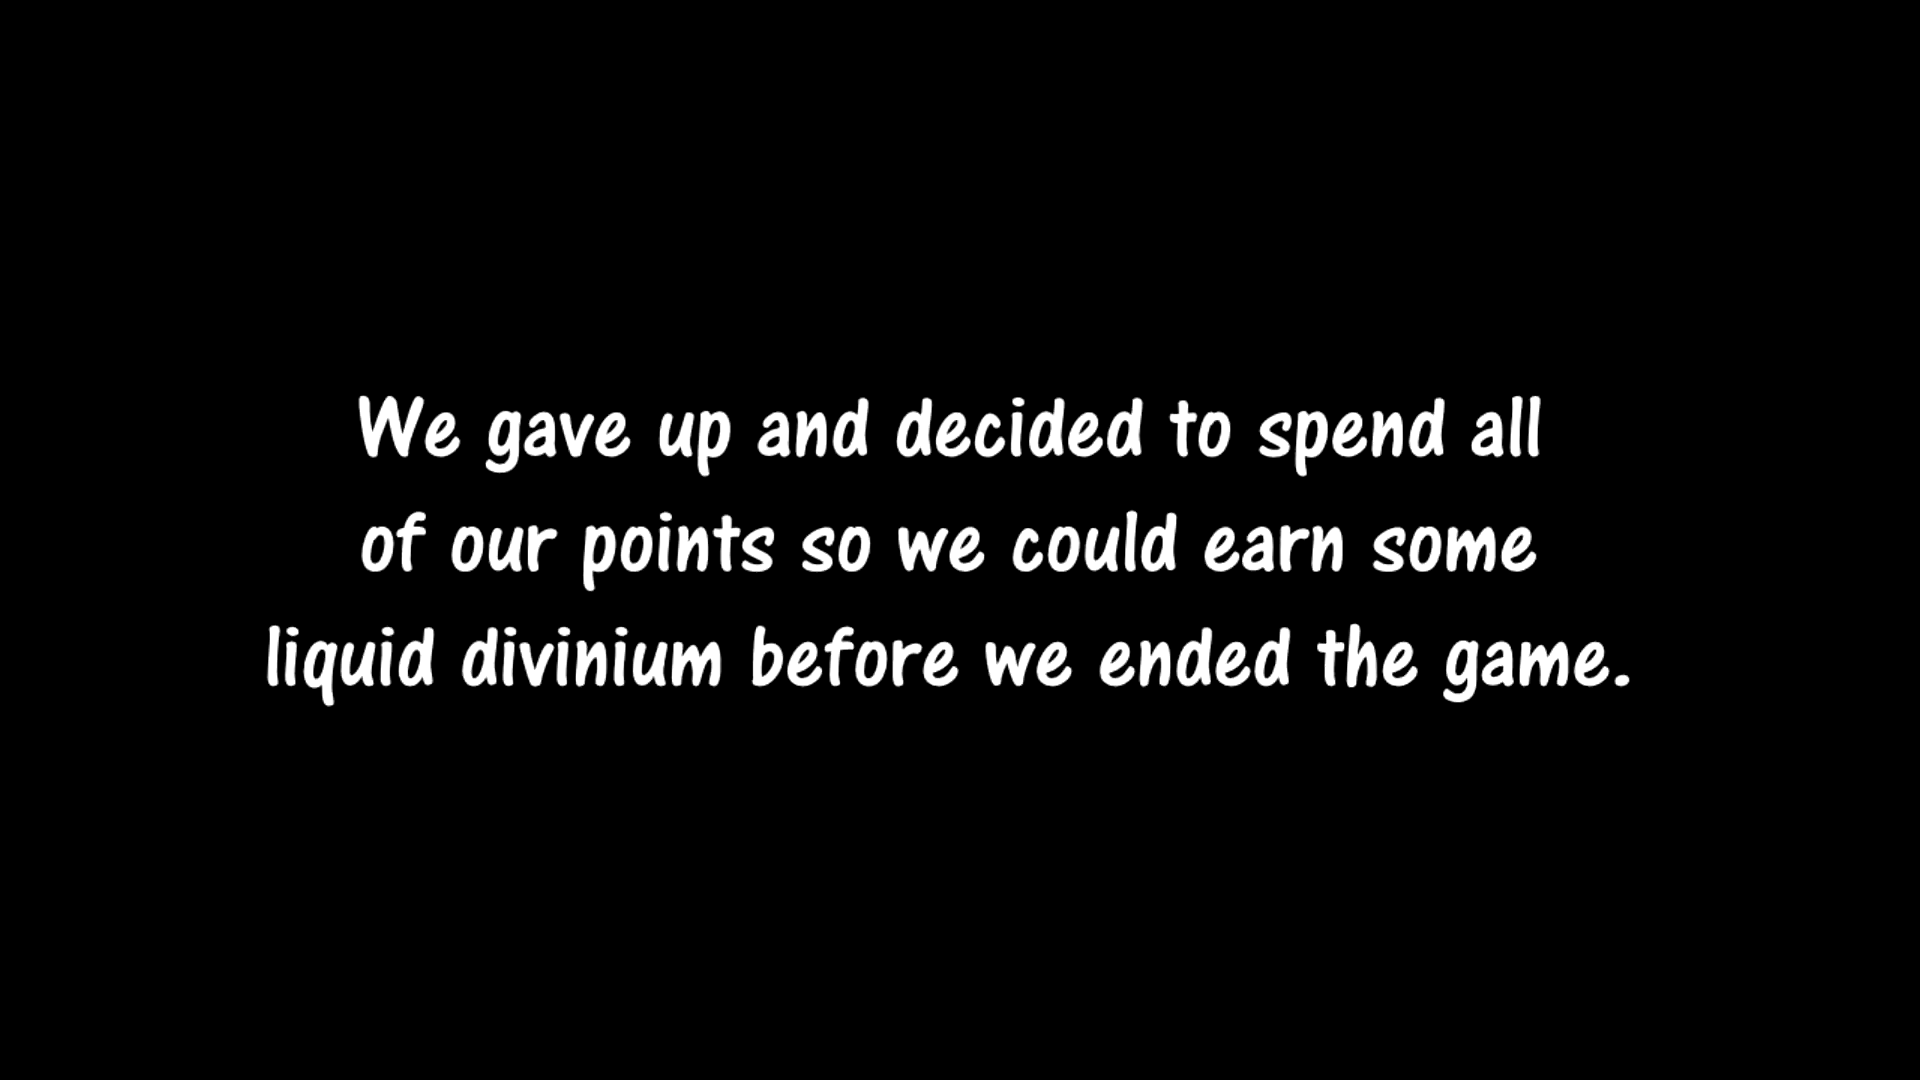 We gave up and decided to spend all
of our points so we could earn some
liquid divinium before we ended the game.